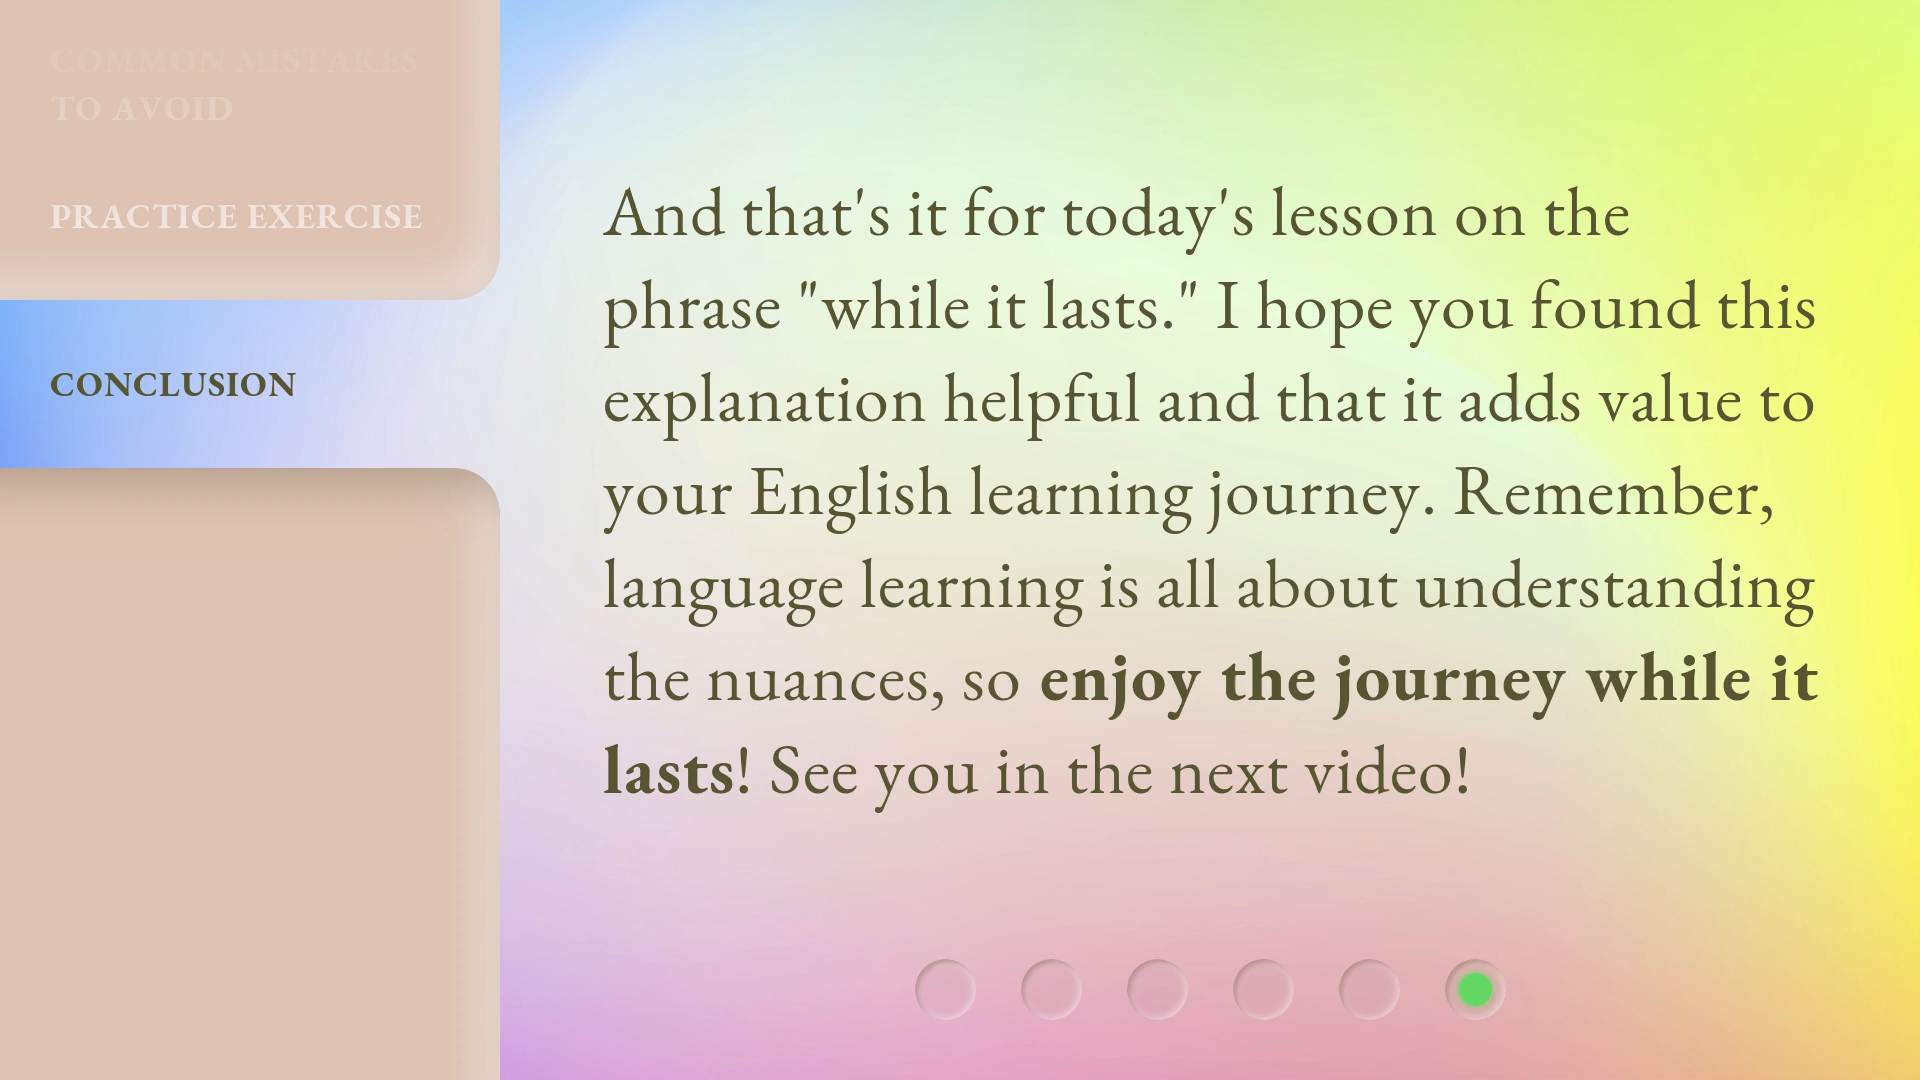 COMMON MISTAKES
TO AVOID
PRACTICE EXERCISE
CONCLUSION
And that's it for today's lesson on the
phrase "while it lasts." I hope you found this
explanation helpful and that it adds value to
your English learning journey. Remember,
language learning is all about understanding
the nuances, so enjoy the journey while it
lasts! See you in the next video!